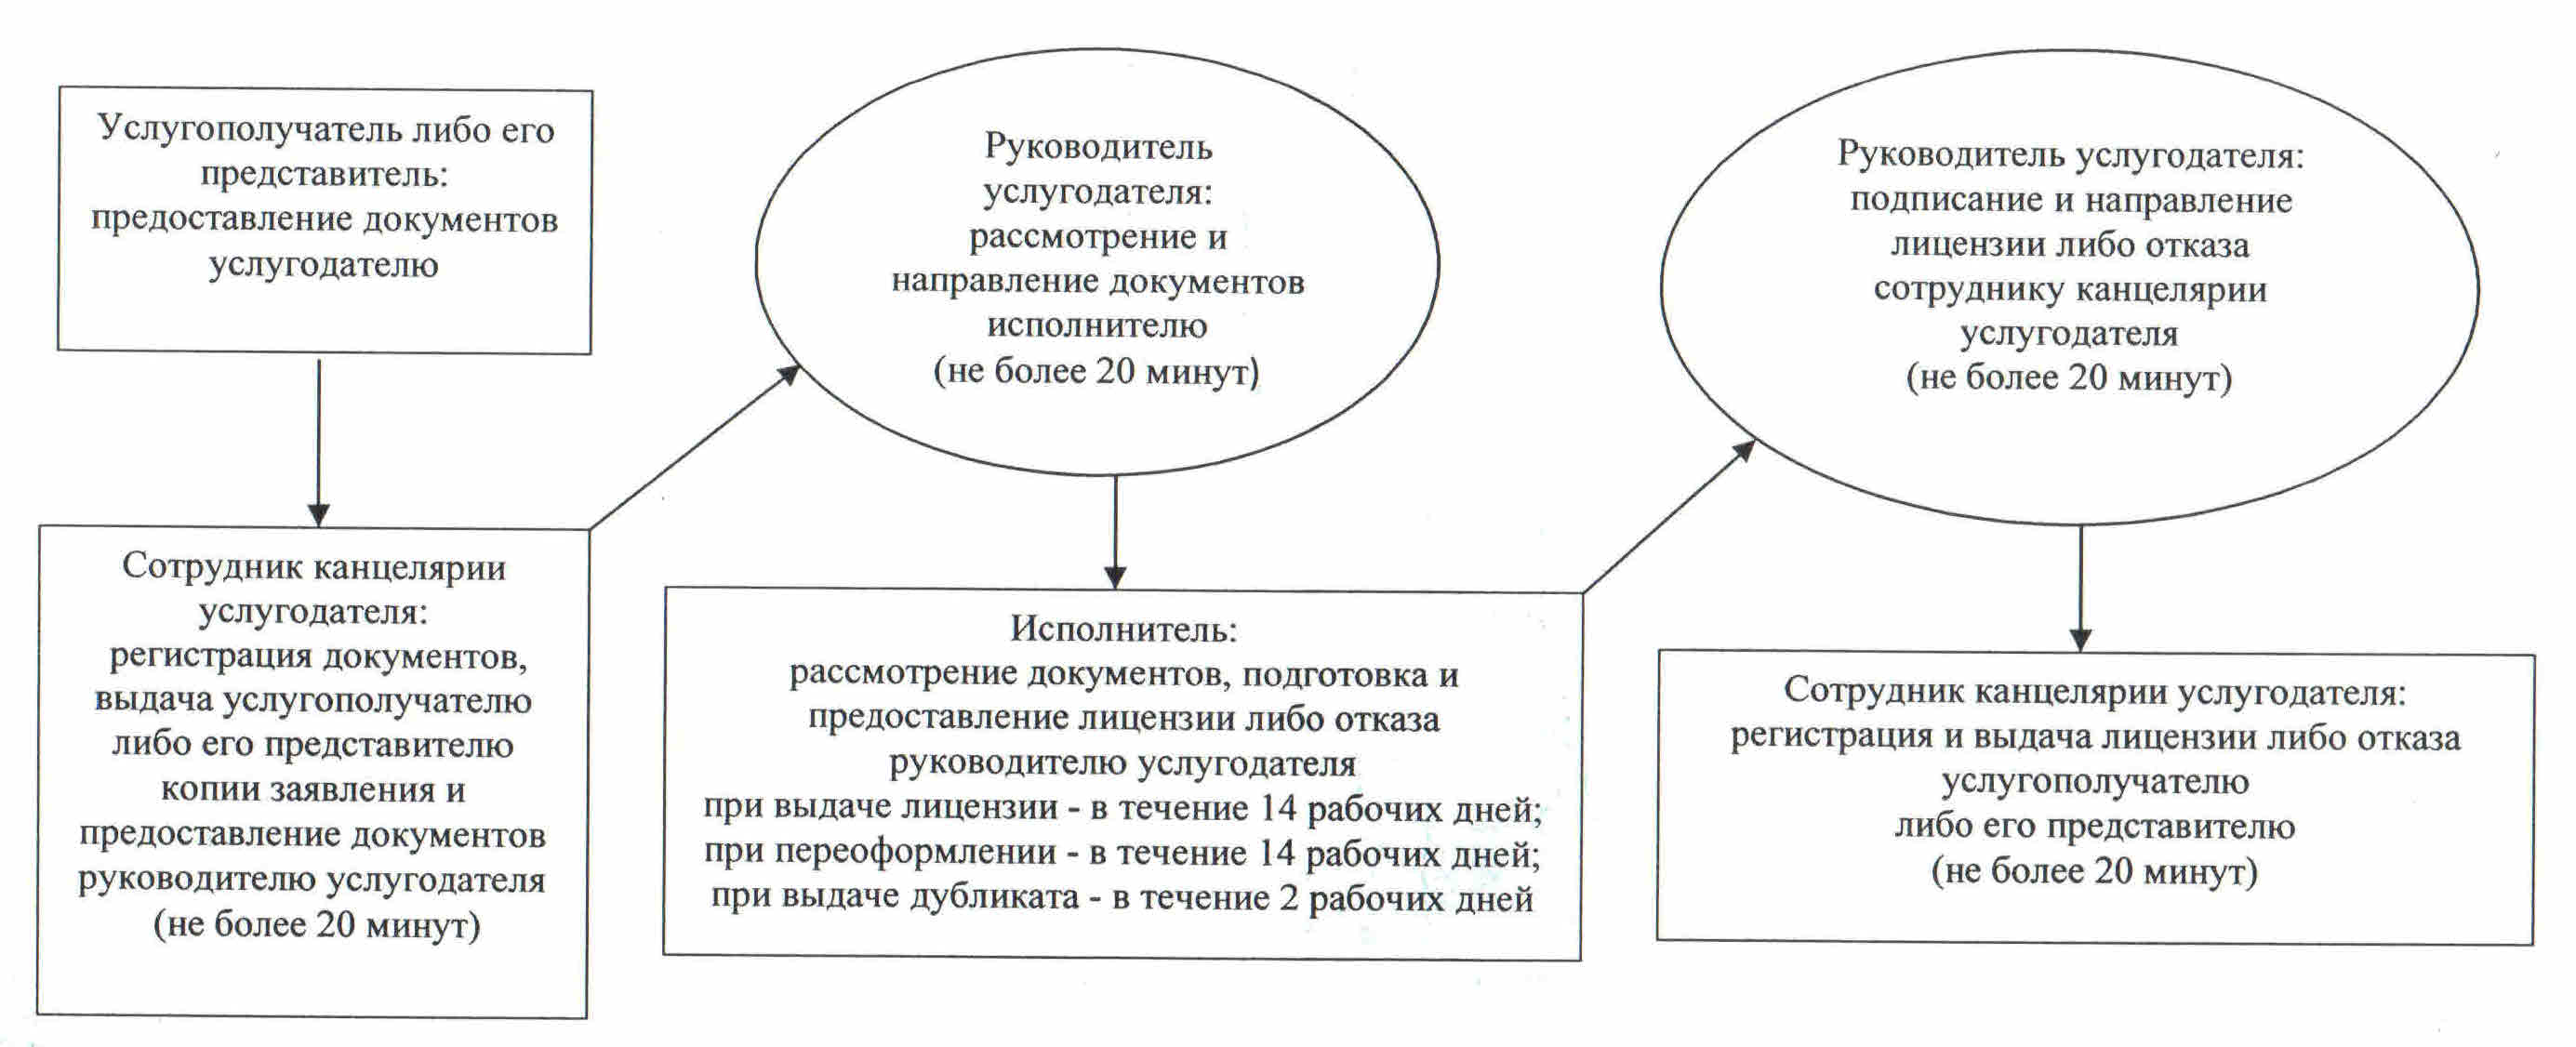 Услугополучатель либо его
представитель:
предоставление документов
услугодателю
Сотрудник канцелярии
услугодателя:
регистрация документов,
выдача услугополучателю
либо его представителю
копии заявления и
предоставление документов
руководителю услугодателя
(не более 20 минут)
Руководитель
услугодателя:
рассмотрение и
направление документов
исполнителю
(не более 20 минут)
Исполнитель:
рассмотрение документов, подготовка и
предоставление лицензии либо отказа
руководителю услугодателя
при выдаче лицензии - в течение 14 рабочих дней;
при переоформлении - в течение 14 рабочих дней;
при выдаче дубликата - в течение 2 рабочих дней
Руководитель услугодателя:
подписание и направление
лицензии либо отказа
сотруднику канцелярии
услугодателя
(не более 20 минут)
Сотрудник канцелярии услугодателя:
регистрация и выдача лицензии либо отказа
услугополучателю
либо его представителю
(не более 20 минут)